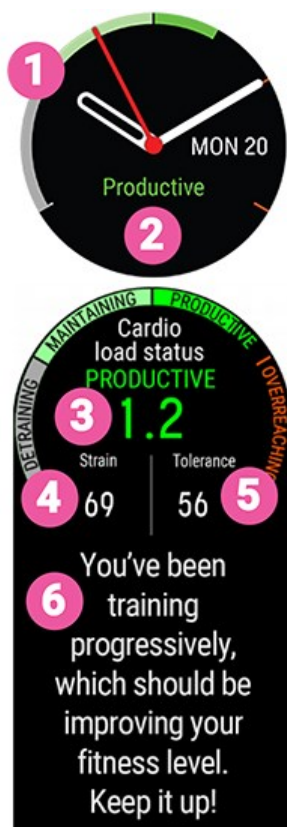 1
MON 20
Productive
2
DETRAINING
MAINTAINING
PRODUCTIVE
OVERREACHING
Cardio
load status
PRODUCTIVE
3
1.2
Strain
Tolerance
4
69
56
5
6
You've been
training
progressively,
which should be
improving your
fitness level.
Keep it up!